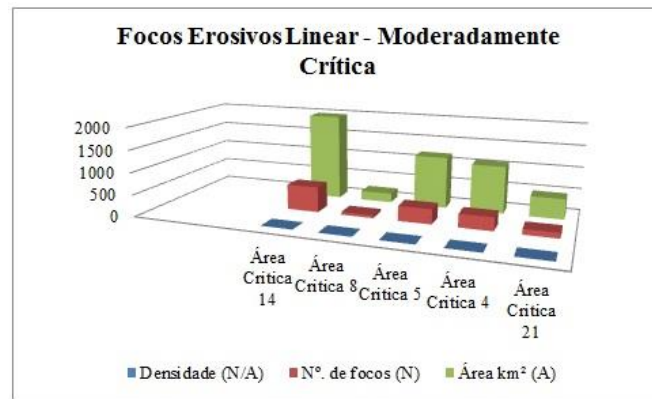 Focos Erosivos Linear - Moderadamente
Crítica
2000
1500
1000
500
0
Área
Critica
14
Área
Critica 8
Área
Critica 5
Área
Critica 4
Área
Critica
21
Densidade (N/A)
Nº. de focos (N)
Área km² (A)